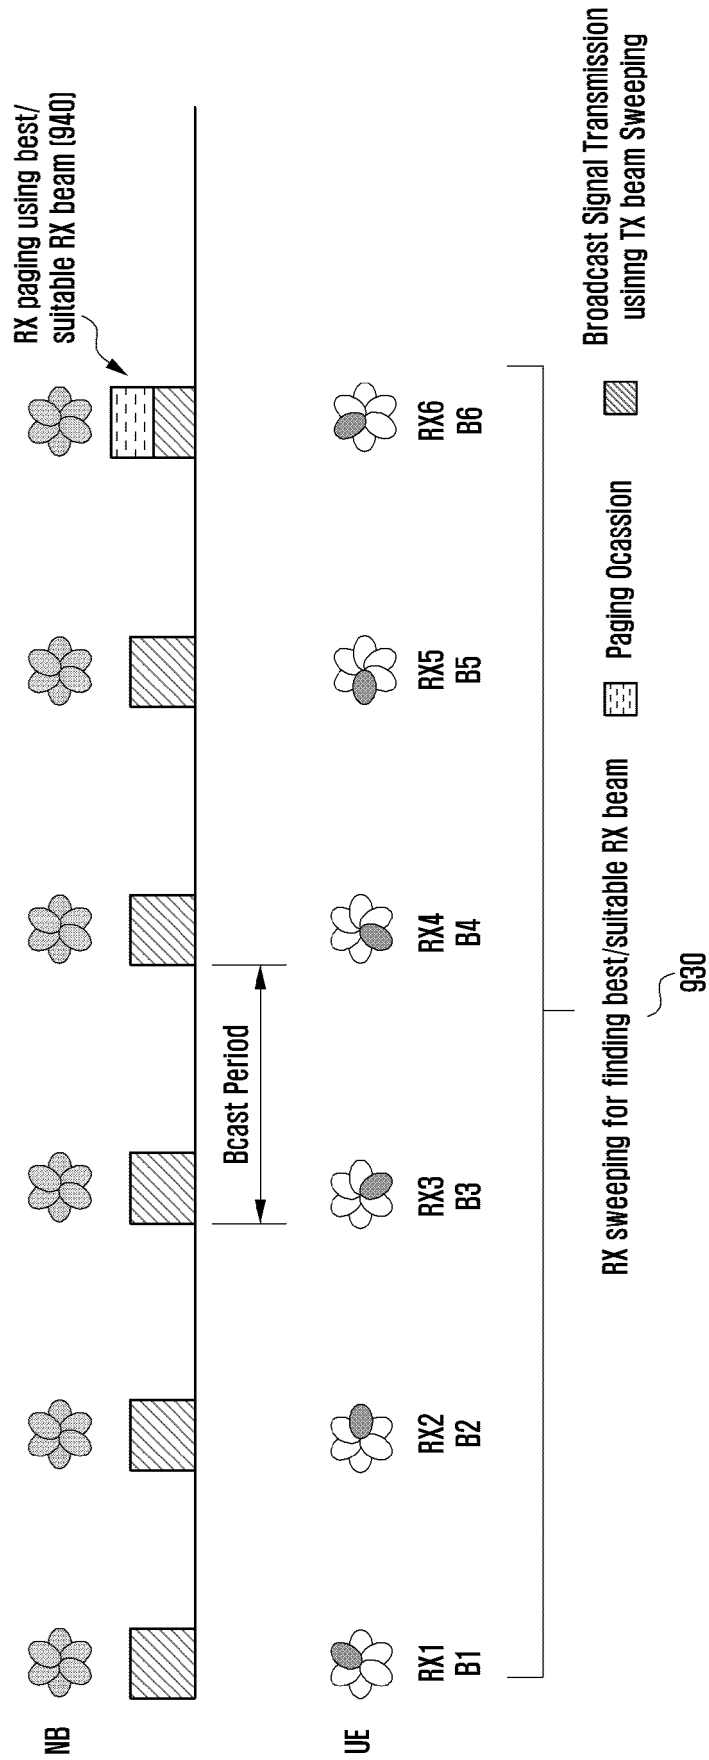 NB
RX paging using best/
suitable RX beam (940)
Bcast Period
UE
RX1
B1
RX2
B2
RX3
B3
RX4
B4
RX5
B5
RX6
B6
RX sweeping for finding best/suitable RX beam
930
Paging Ocassion
Broadcast Signal Transmission
usinng TX beam Sweeping